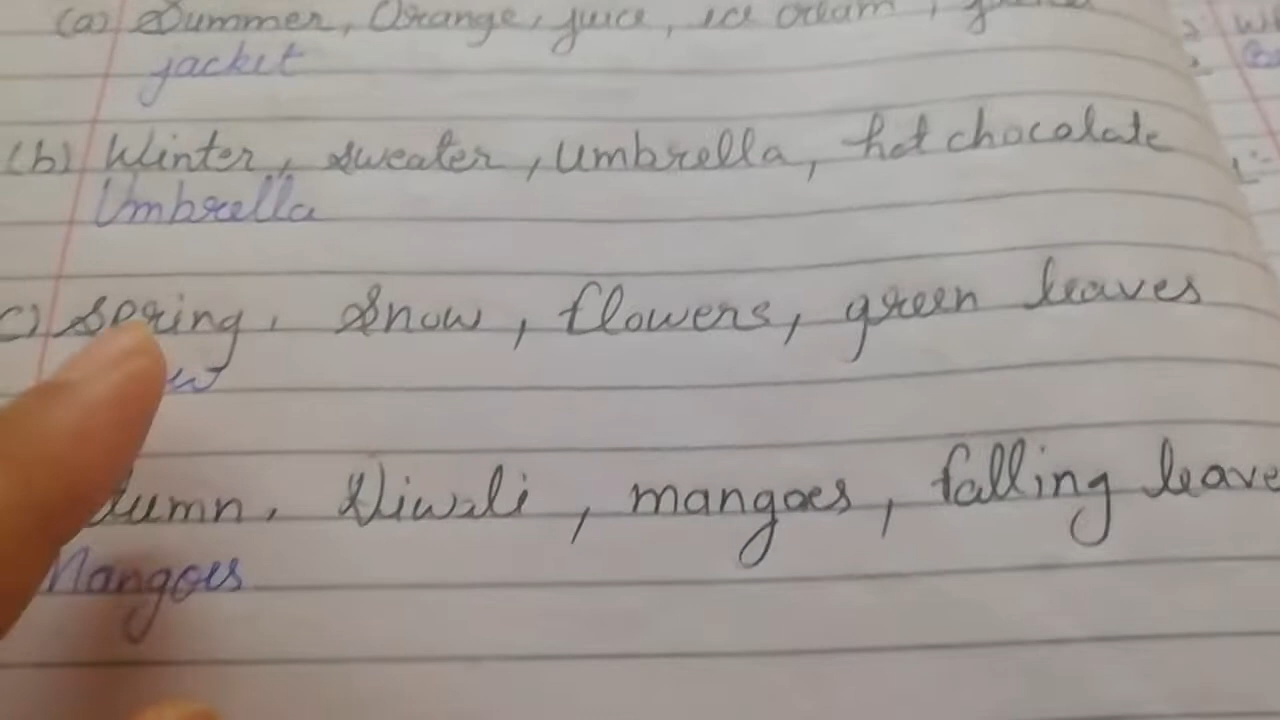 (a) Summer, Orange, juice, ice cream,
jacket
(b) Winter, sweater, umbrella, hot chocolate
Umbrella
c) Spring, Snow, flowers, green leaves
w
tumn, Diwali, mangoes, falling leave
Mangoes